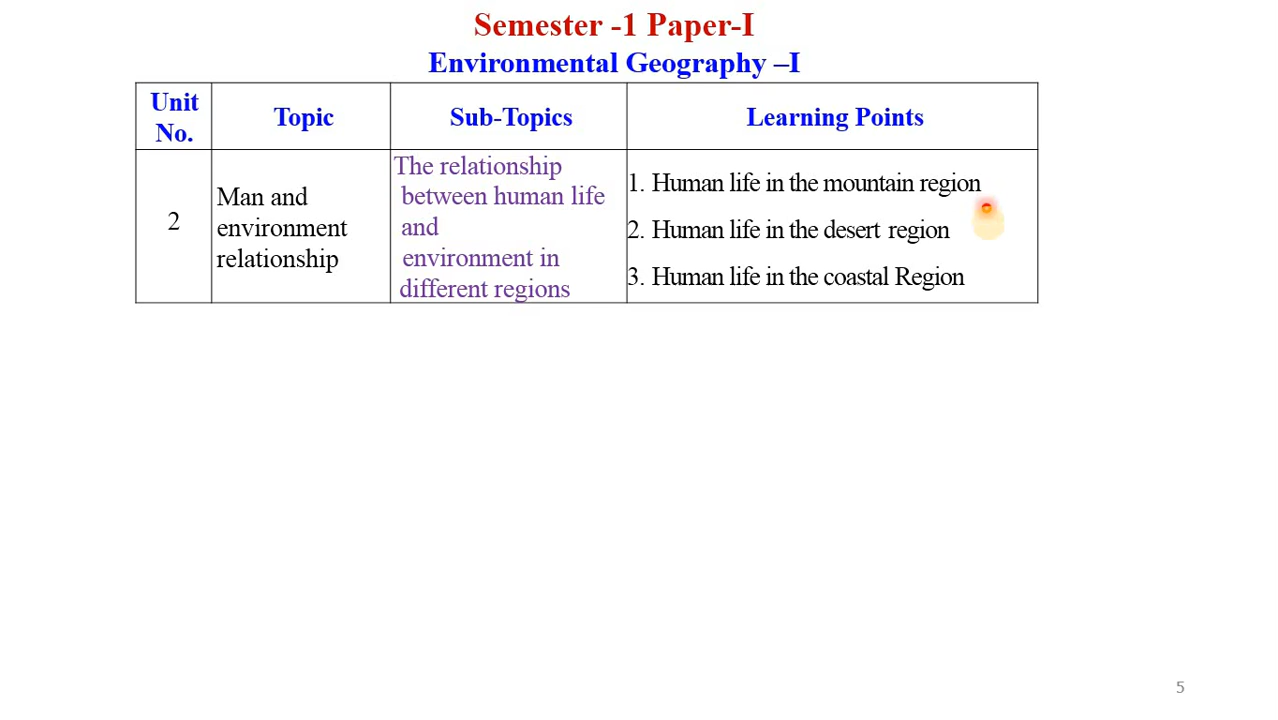 Semester -1 Paper-I
Environmental Geography –I
Unit
No.
Topic
Sub-Topics
Learning Points
2
Man and
environment
relationship
The relationship
between human life
and
environment in
different regions
1. Human life in the mountain region
2. Human life in the desert region
3. Human life in the coastal Region
5